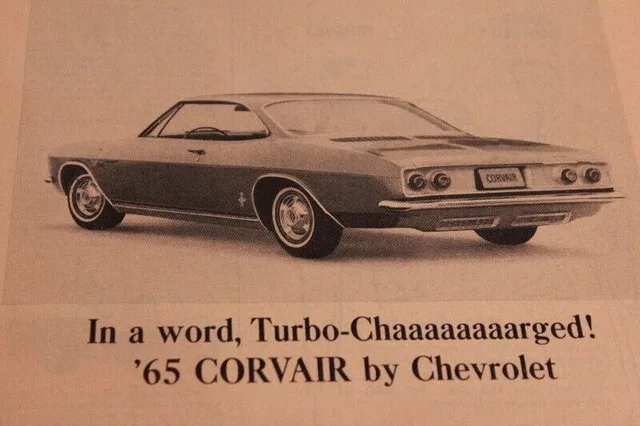 CORVAIR
In a word, Turbo-Chaaaaaaaarged!
'65 CORVAIR by Chevrolet